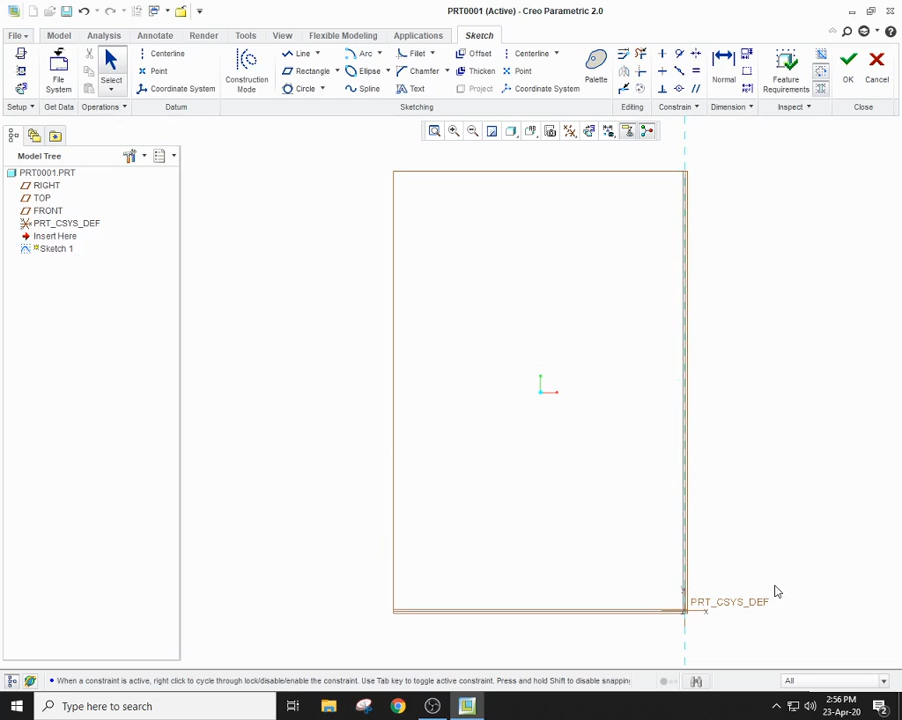 PRT0001 (Active) - Creo Parametric 2.0
File Model Analysis Annotate Render Tools View Flexible Modeling Applications Sketch
File System
Select
Centerline
Point
Coordinate System
Construction Mode
Line Arc Fillet Offset Centerline
Rectangle Ellipse Chamfer Thicken Point
Circle Spline Text Project Coordinate System
Palette
Normal
Feature Requirements
OK
Cancel
Setup Get Data Operations Datum Sketching Editing Constrain Dimension Inspect Close
Model Tree
PRT0001.PRT
RIGHT
TOP
FRONT
PRT_CSYS_DEF
Insert Here
Sketch 1
PRT_CSYS_DEF
When a constraint is active, right click to cycle through lock/disable/enable the constraint. Use Tab key to toggle active constraint. Press and hold Shift to disable snapping
All
Type here to search
2:56 PM
23-Apr-20
2